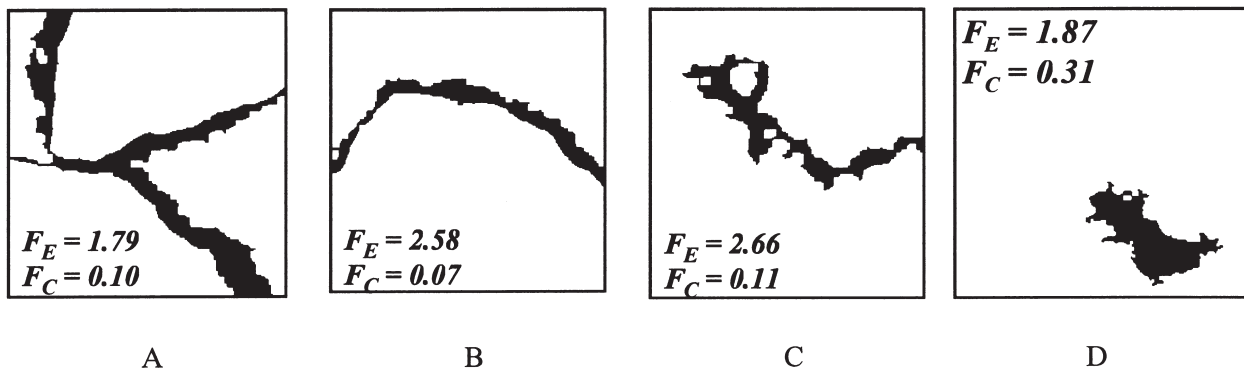 F_E = 1.79
F_C = 0.10
F_E = 2.58
F_C = 0.07
F_E = 2.66
F_C = 0.11
F_E = 1.87
F_C = 0.31
A B C D